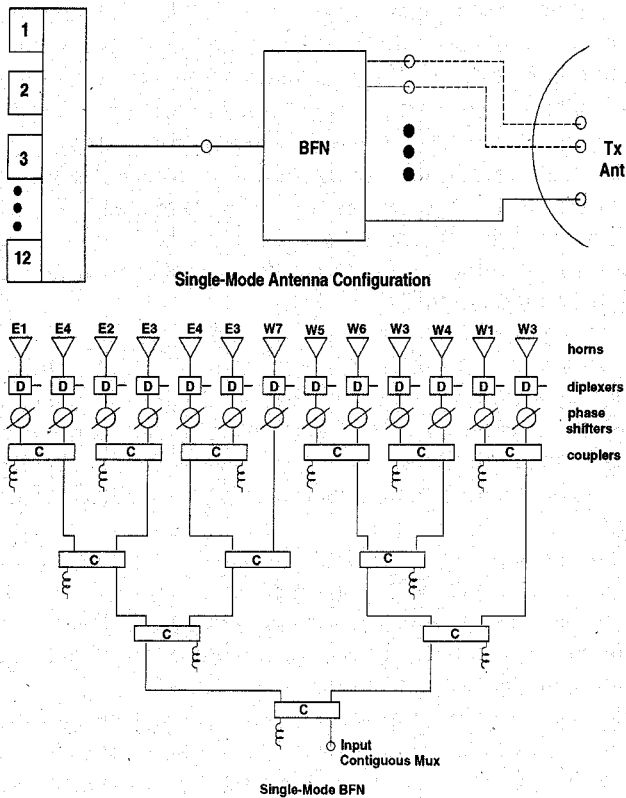 1
2
3
12
BFN
Tx
Ant
Single-Mode Antenna Configuration
E1 E4 E2 E3 E4 E3 W7 W5 W6 W3 W4 W1 W3
horns
D D D D D D D D D D D D D
diplexers
phase
shifters
C C C C C C
couplers
C C C
C C
C
Input
Contiguous Mux
Single-Mode BFN